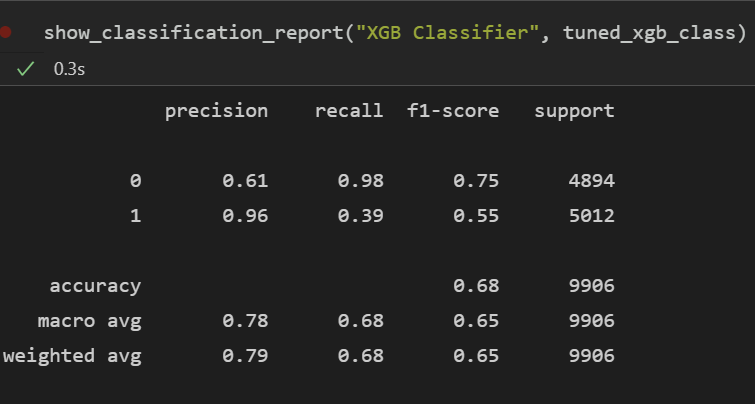 show_classification_report("XGB Classifier", tuned_xgb_class)
0.3s
precision recall f1-score support
0 0.61 0.98 0.75 4894
1 0.96 0.39 0.55 5012
accuracy 0.68 9906
macro avg 0.78 0.68 0.65 9906
weighted avg 0.79 0.68 0.65 9906